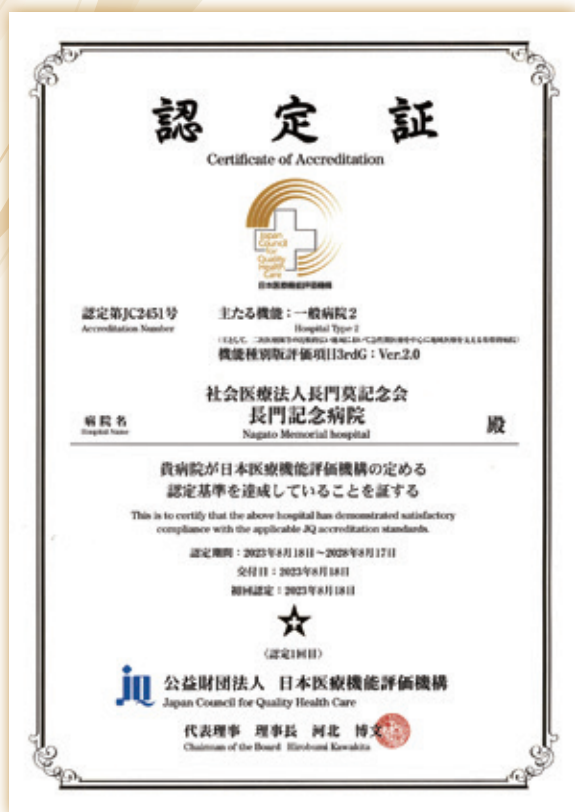 認定証
Certificate of Accreditation
Japan
Council
for
Quality
Health
Care
日本医療機能評価機構
認定第JC2451号
Accreditation Number
主たる機能：一般病院2
Hospital Type 2
機能種別版評価項目3rdG：Ver.2.0
社会医療法人長門莫記念会
病院名
Hospital Name
長門記念病院
殿
Nagato Memorial hospital
貴病院が日本医療機能評価機構の定める
認定基準を達成していることを証する
This is to certify that the above hospital has demonstrated satisfactory
compliance with the applicable JQ accreditation standards.
認定期間：2023年8月18日～2028年8月17日
交付日：2023年8月18日
初回認定：2023年8月18日
（認定1回目）
jq 公益財団法人 日本医療機能評価機構
Japan Council for Quality Health Care
代表理事 理事長 河北 博文
Chairman of the Board Hirobumi Kawakita